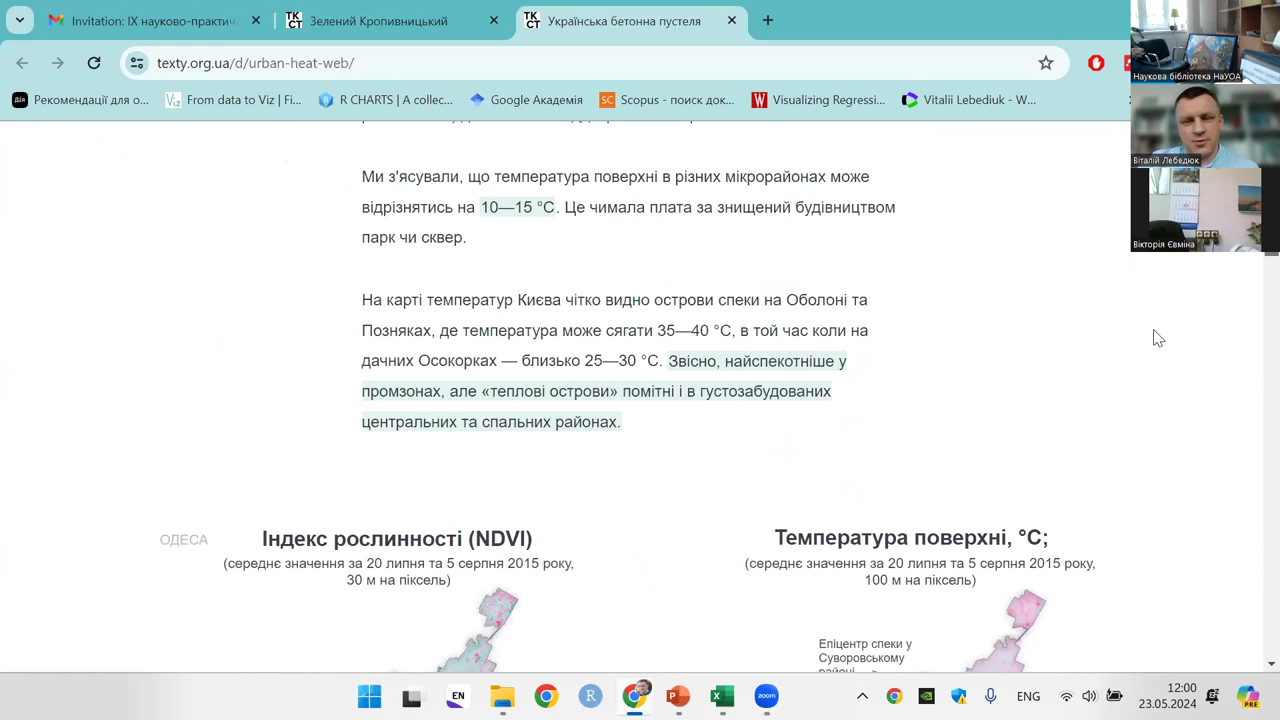 Invitation: IX науково-практич
Зелений Кропивницький
Українська бетонна пустеля
texty.org.ua/d/urban-heat-web/
Рекомендації для о...
From data to Viz | Fi...
R CHARTS | A collec...
Google Академія
Scopus - поиск док...
Visualizing Regressi...
Vitalii Lebediuk - W...
Наукова бібліотека НаУОА
Віталій Лебедюк
Вікторія Євміна
Ми з'ясували, що температура поверхні в різних мікрорайонах може
відрізнятись на 10—15 °C. Це чимала плата за знищений будівництвом
парк чи сквер.
На карті температур Києва чітко видно острови спеки на Оболоні та
Позняках, де температура може сягати 35—40 °C, в той час коли на
дачних Осокорках — близько 25—30 °C. Звісно, найспекотніше у
промзонах, але «теплові острови» помітні і в густозабудованих
центральних та спальних районах.
ОДЕСА
Індекс рослинності (NDVI)
(середнє значення за 20 липня та 5 серпня 2015 року,
30 м на піксель)
Температура поверхні, °C;
(середнє значення за 20 липня та 5 серпня 2015 року,
100 м на піксель)
Епіцентр спеки у
Суворовському
EN
zoom
ENG
12:00
23.05.2024
PRE